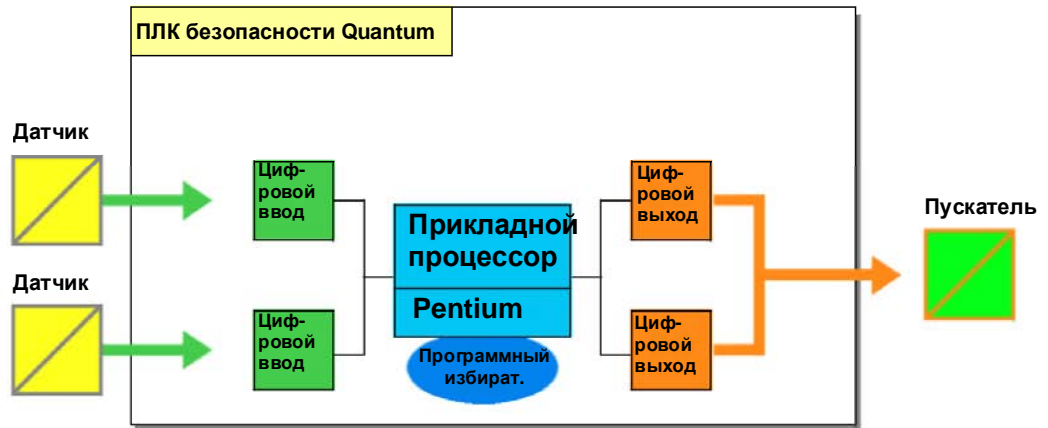 ПЛК безопасности Quantum
Датчик
Циф-
ровой
ввод
Циф-
ровой
выход
Прикладной
процессор
Pentium
Пускатель
Датчик
Циф-
ровой
ввод
Программный
избират.
Циф-
ровой
выход